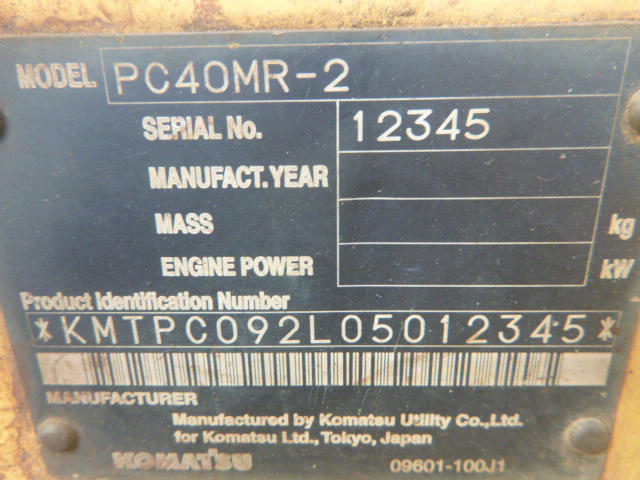 MODEL PC40MR-2
SERIAL No. 12345
MANUFACT.YEAR
MASS kg
ENGINE POWER kW
Product Identification Number
*KMTPC092L05012345*
MANUFACTURER
Manufactured by Komatsu Utility Co.,Ltd.
for Komatsu Ltd., Tokyo, Japan
KOMATSU 09601-100J1